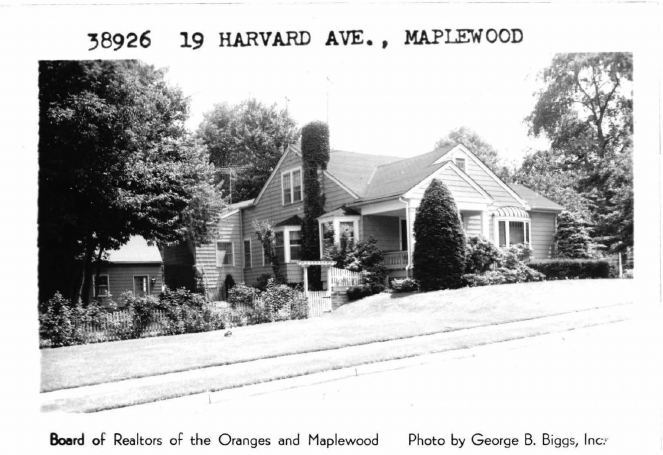 38926 19 HARVARD AVE., MAPLEWOOD
Board of Realtors of the Oranges and Maplewood Photo by George B. Biggs, Inc.